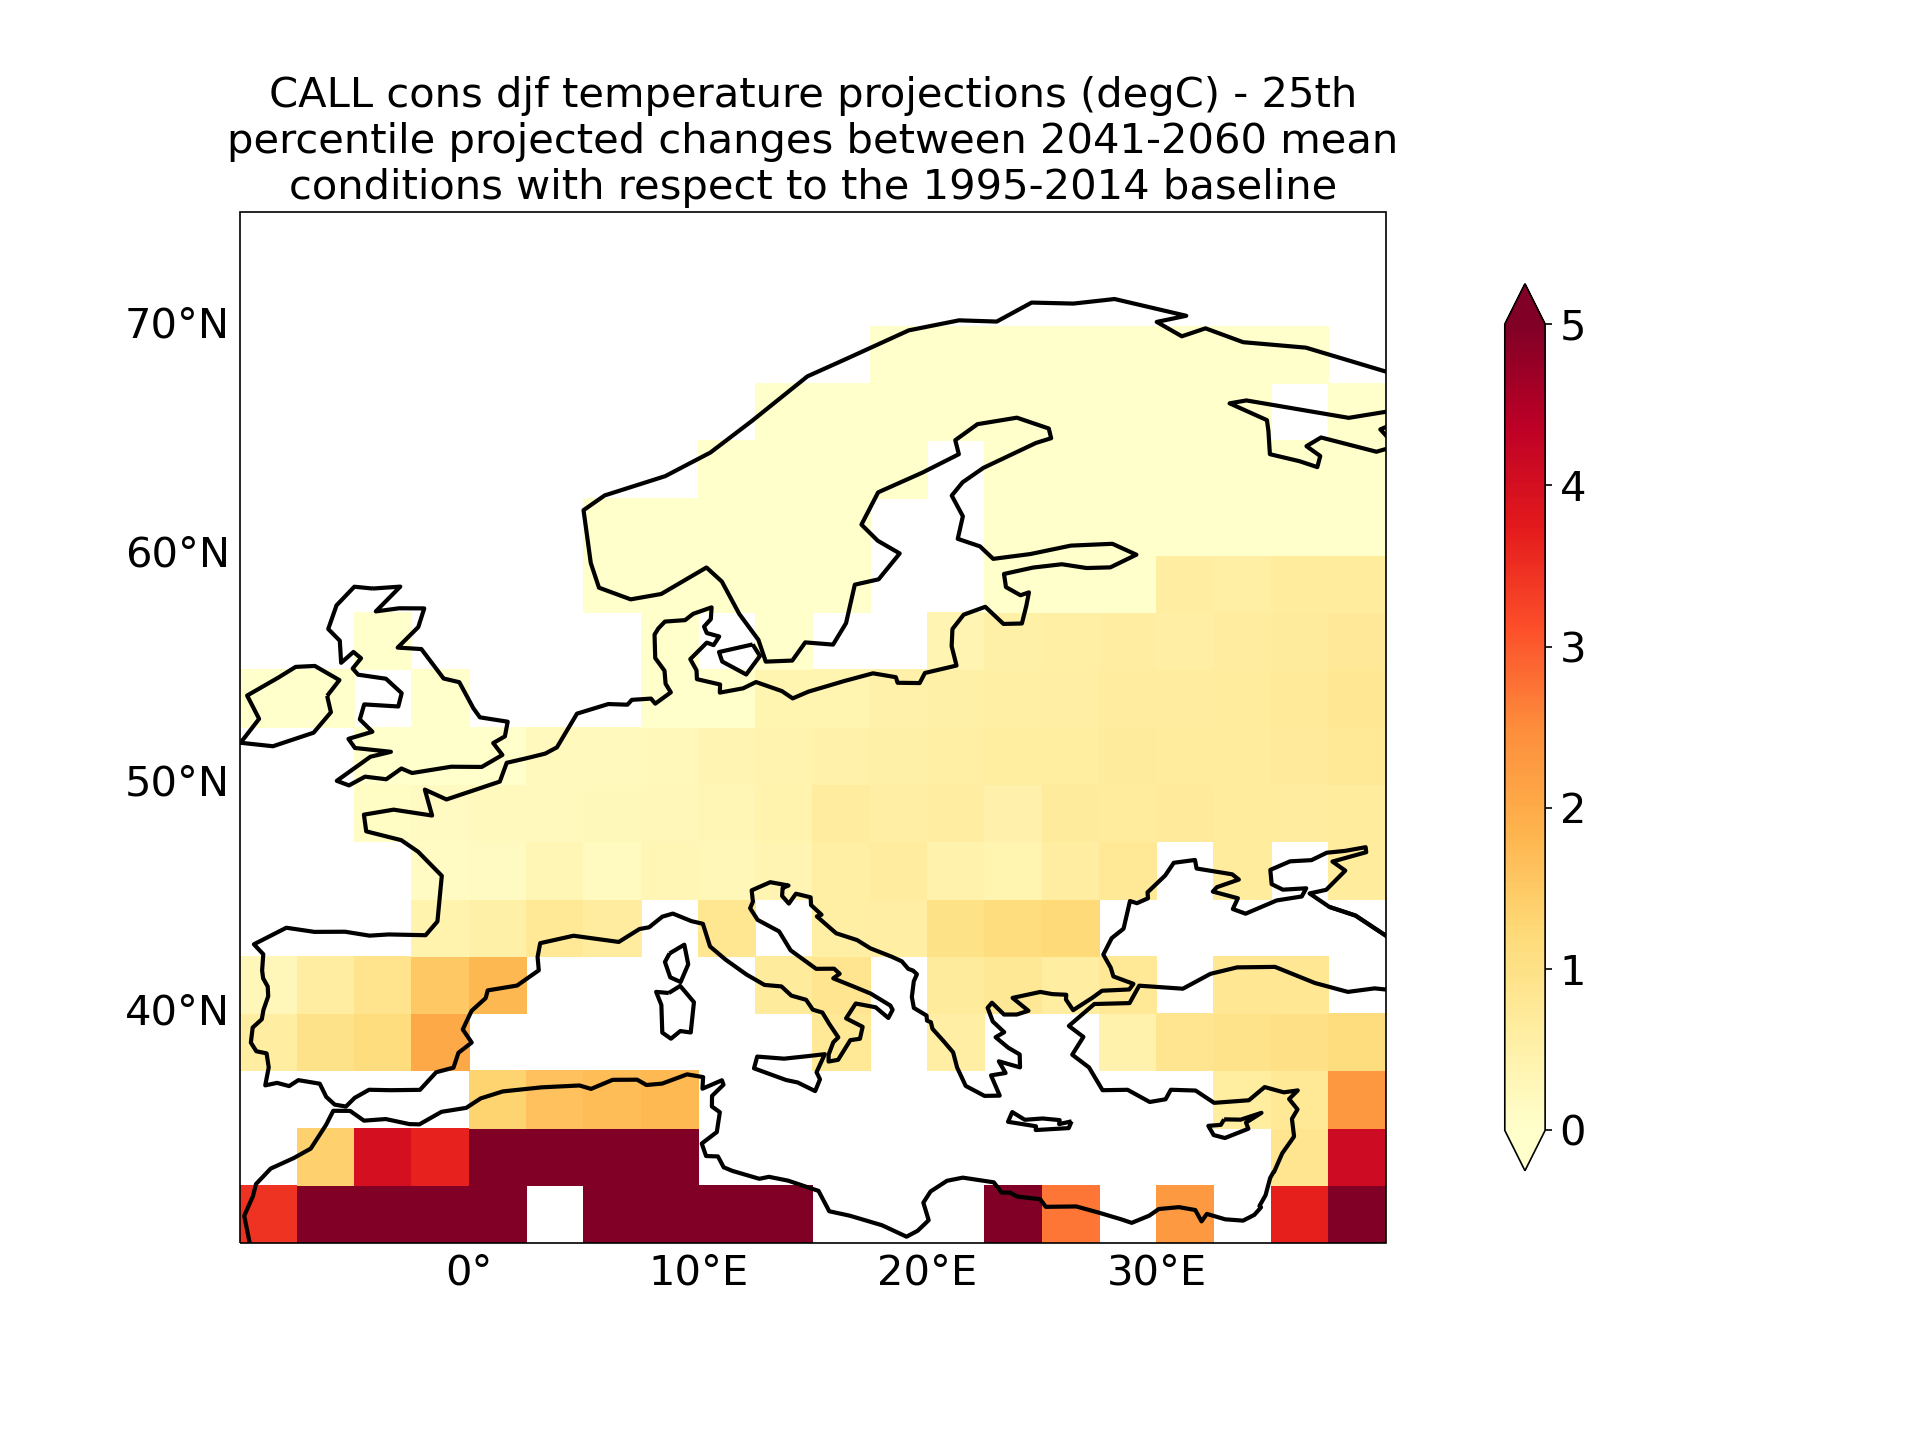 CALL cons djf temperature projections (degC) - 25th
percentile projected changes between 2041-2060 mean
conditions with respect to the 1995-2014 baseline
70°N
60°N
50°N
40°N
0°
10°E
20°E
30°E
5
4
3
2
1
0